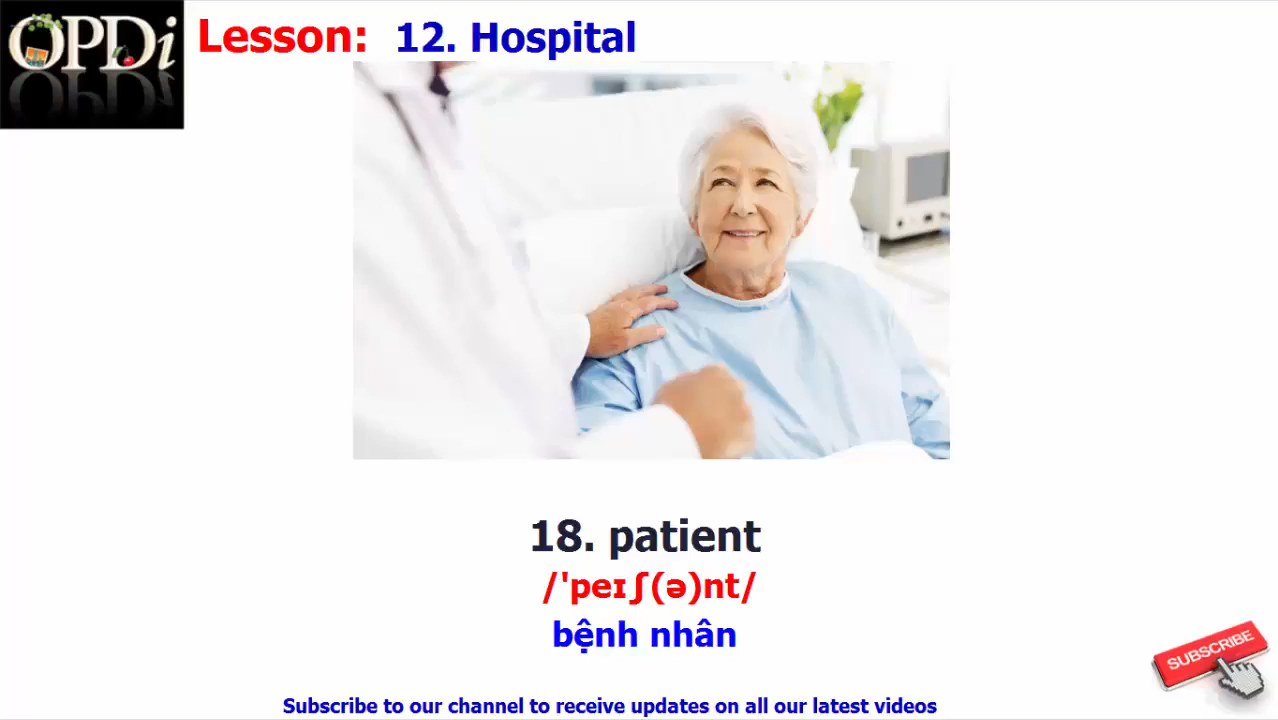 OPDi
Lesson: 12. Hospital
18. patient
/ˈpeɪʃ(ə)nt/
bệnh nhân
SUBSCRIBE
Subscribe to our channel to receive updates on all our latest videos